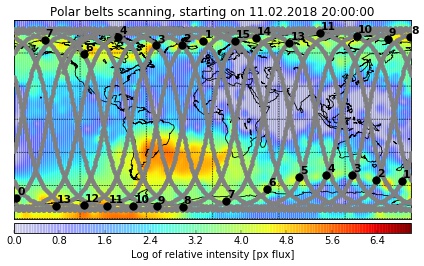 Polar belts scanning, starting on 11.02.2018 20:00:00
7 6 4 3 2 1 15 14 13 11 10 9 8
0 13 12 11 10 9 8 7 6 5 4 3 2 1
0.0 0.8 1.6 2.4 3.2 4.0 4.8 5.6 6.4
Log of relative intensity [px flux]